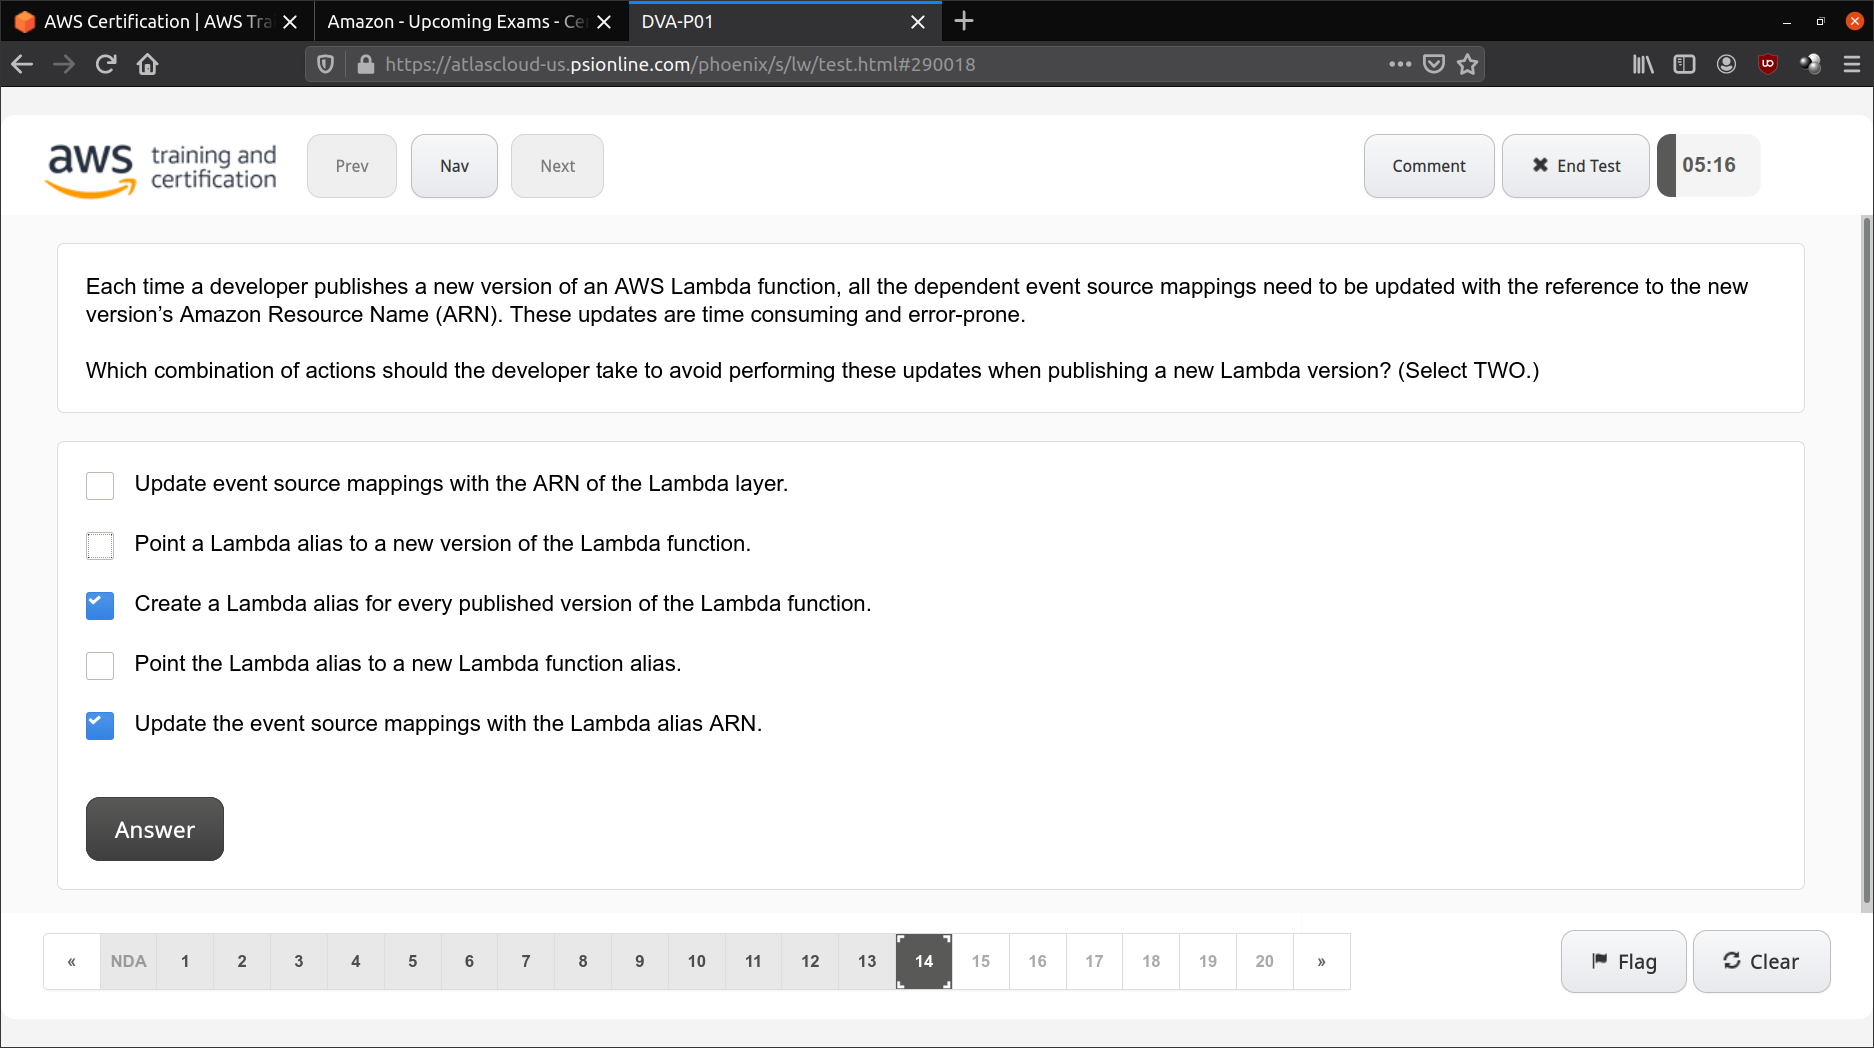 AWS Certification | AWS Tra
Amazon - Upcoming Exams - Ce
DVA-P01
https://atlascloud-us.psionline.com/phoenix/s/lw/test.html#290018
aws training and certification
Prev
Nav
Next
Comment
End Test
05:16
Each time a developer publishes a new version of an AWS Lambda function, all the dependent event source mappings need to be updated with the reference to the new
version’s Amazon Resource Name (ARN). These updates are time consuming and error-prone.
Which combination of actions should the developer take to avoid performing these updates when publishing a new Lambda version? (Select TWO.)
Update event source mappings with the ARN of the Lambda layer.
Point a Lambda alias to a new version of the Lambda function.
Create a Lambda alias for every published version of the Lambda function.
Point the Lambda alias to a new Lambda function alias.
Update the event source mappings with the Lambda alias ARN.
Answer
« NDA 1 2 3 4 5 6 7 8 9 10 11 12 13 14 15 16 17 18 19 20 »
Flag
Clear